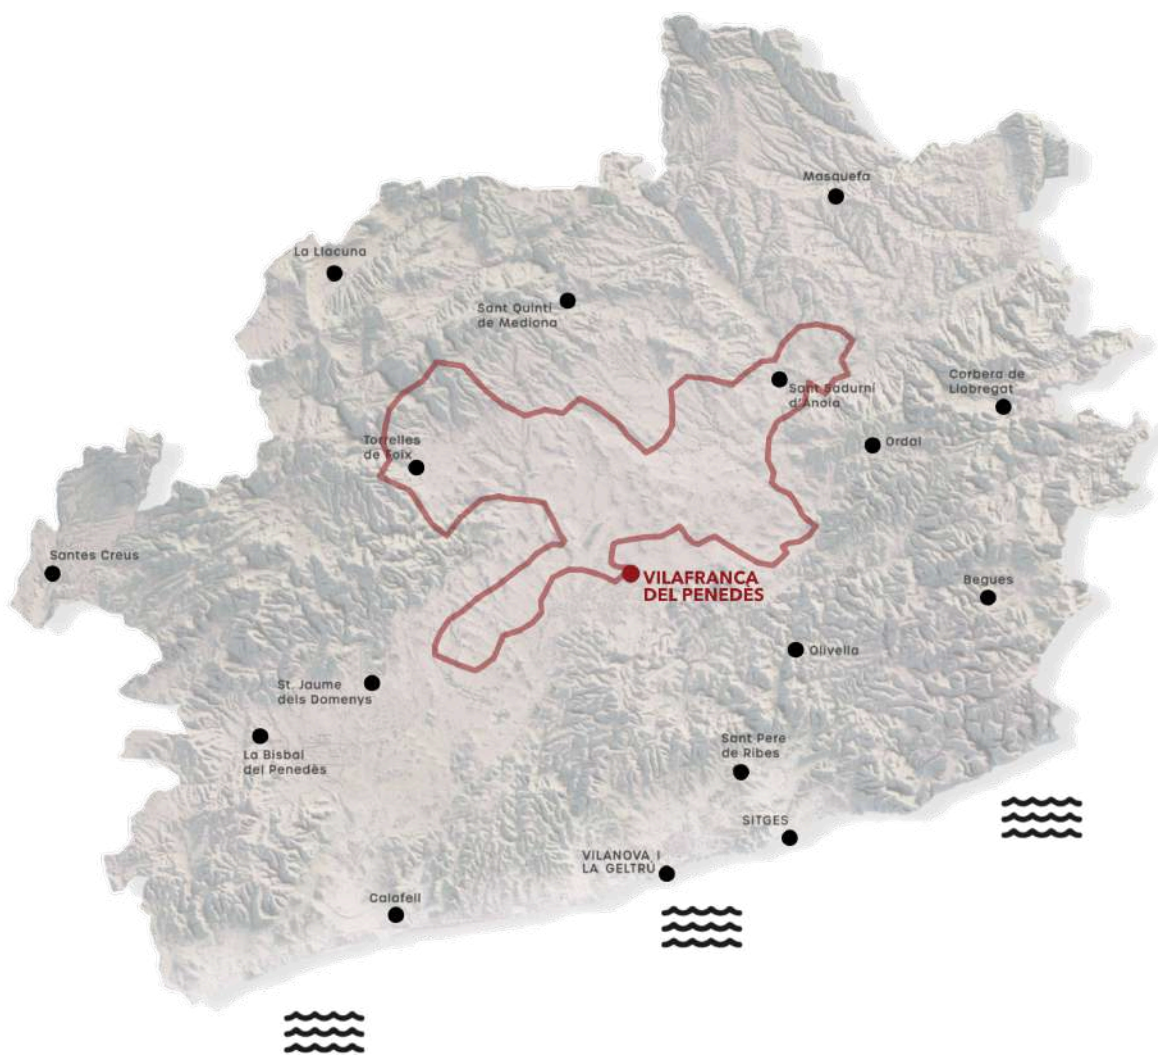 Masquefa
La Llacuna
Sant Quintí
de Mediona
Corbera de
Llobregat
Sant Sadurní
d'Anoia
Torrelles
de Foix
Ordal
Santes Creus
VILAFRANCA
DEL PENEDÈS
Begues
Olivella
St. Jaume
dels Domenys
Sant Pere
de Ribes
La Bisbal
del Penedès
SITGES
VILANOVA I
LA GELTRÚ
Calafell